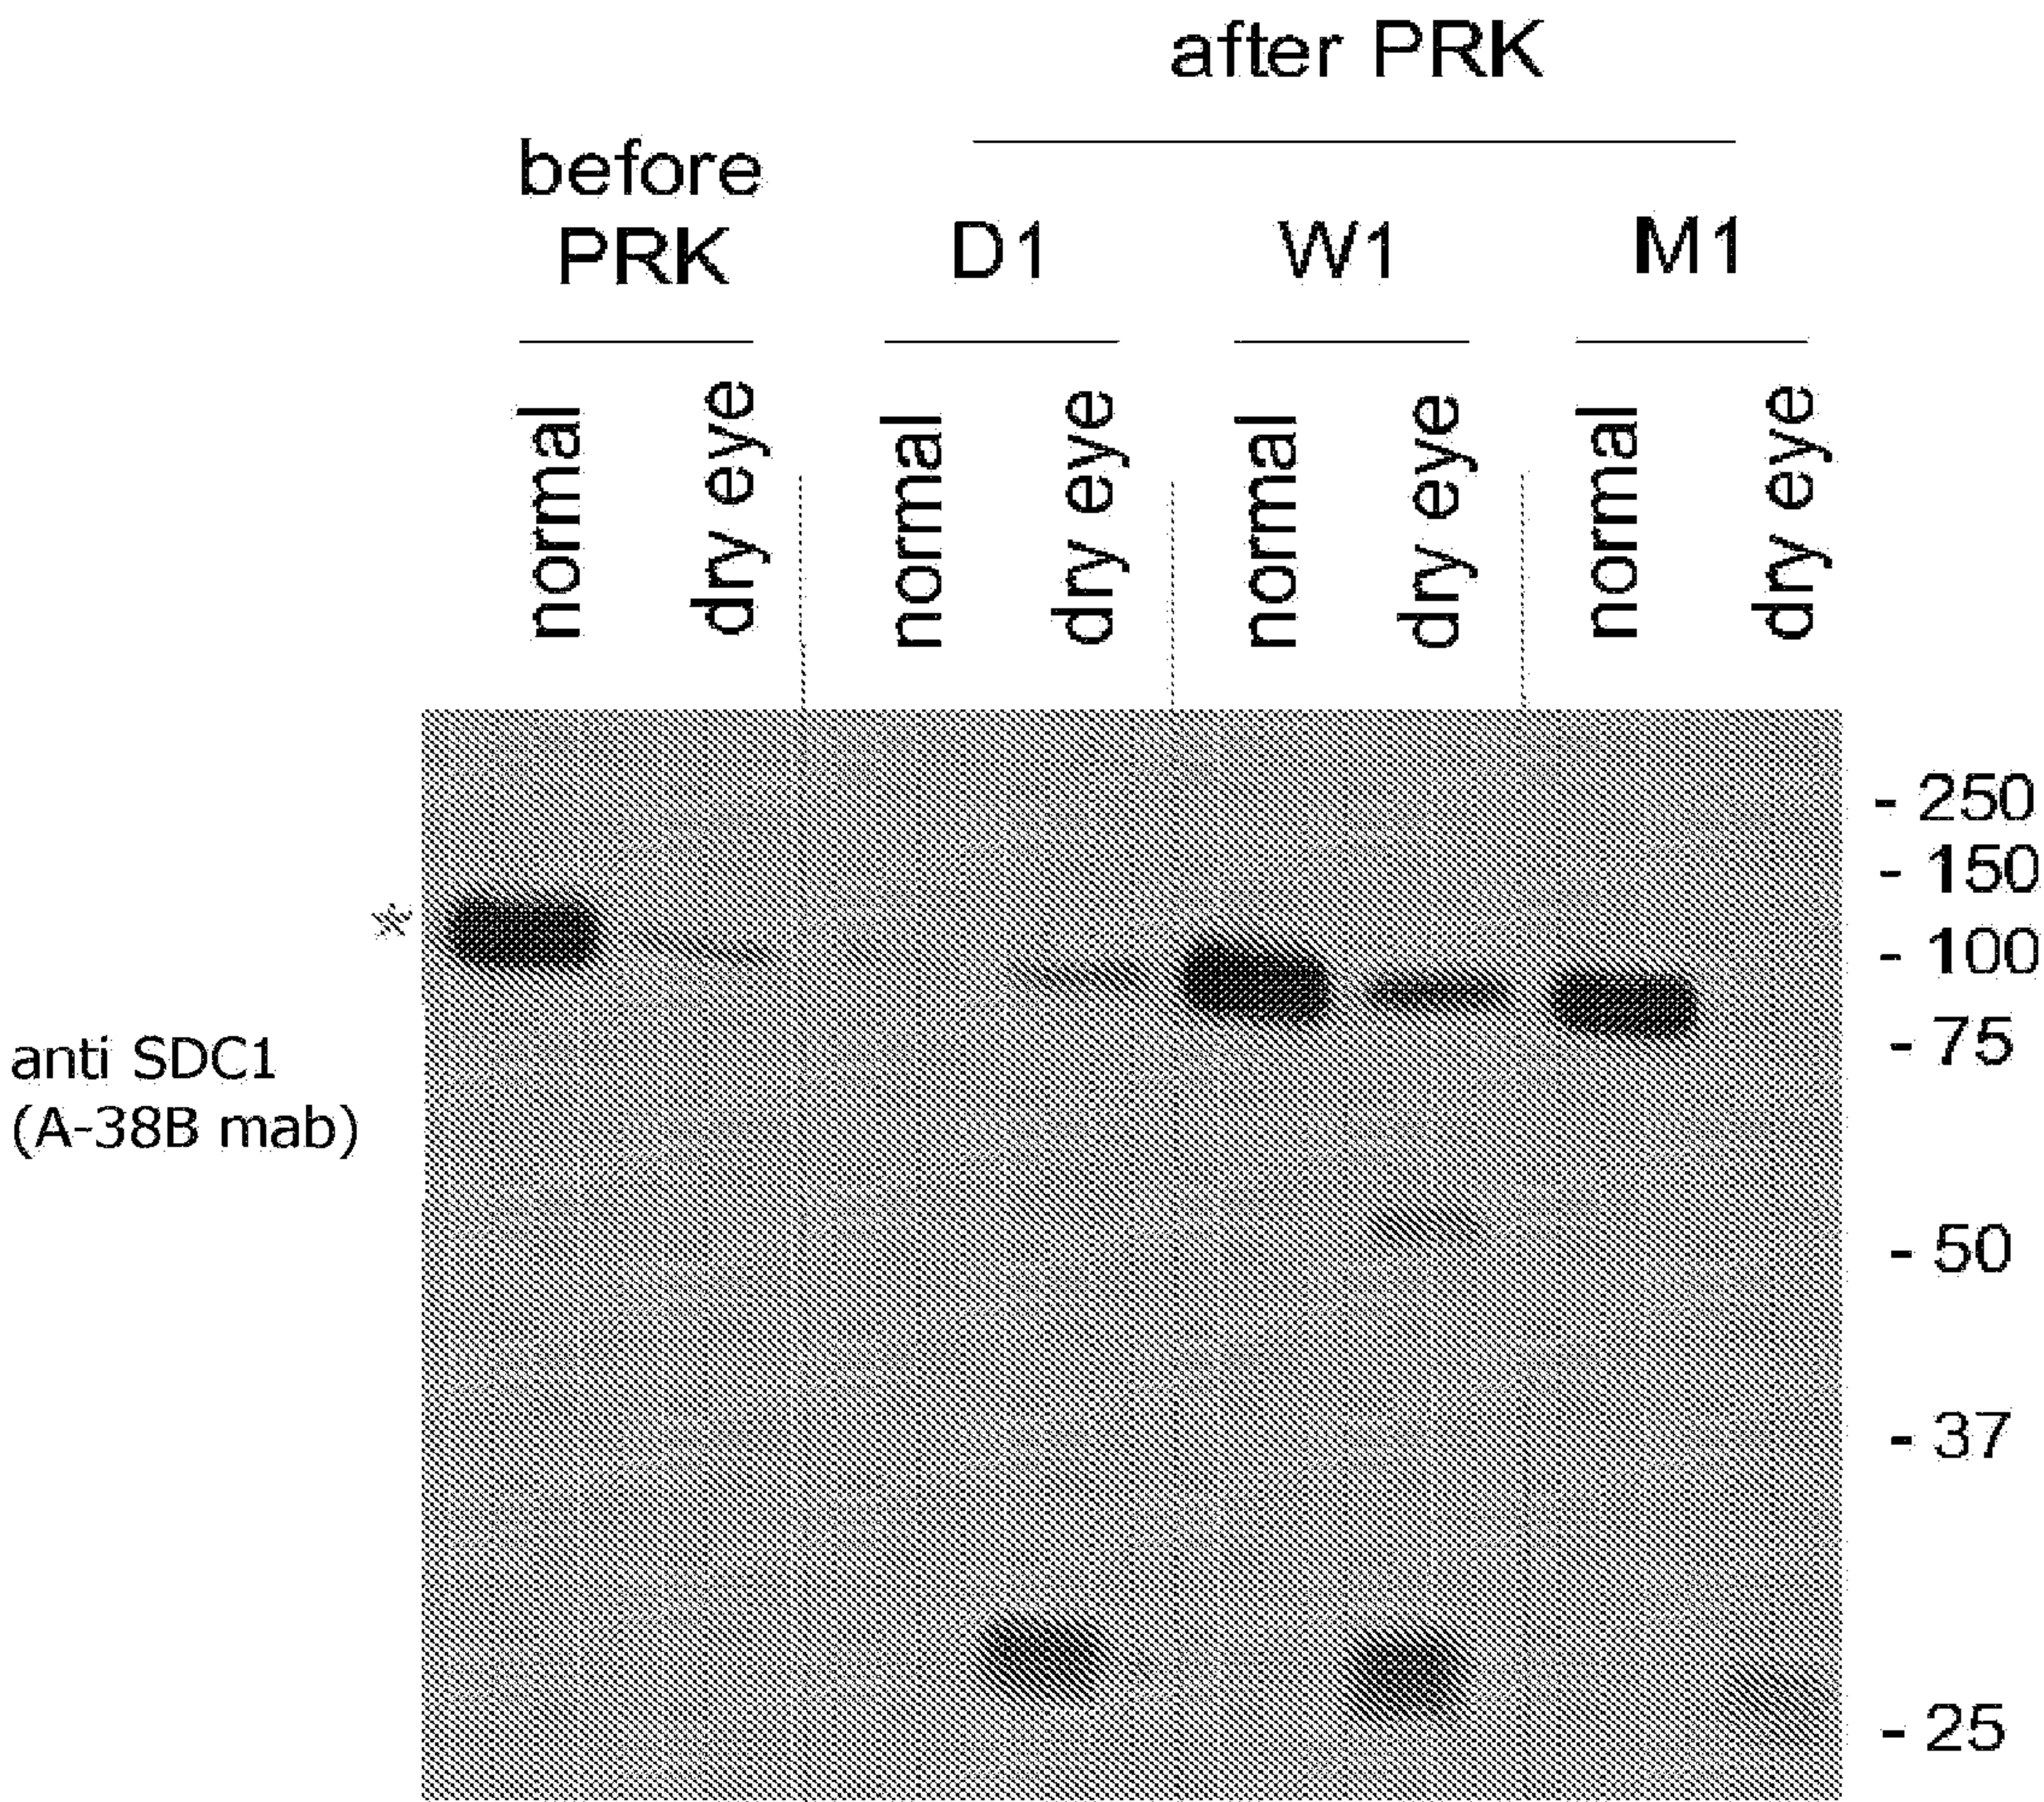 after PRK
before
PRK
D1
W1
M1
normal
dry eye
normal
dry eye
normal
dry eye
normal
dry eye
*
anti SDC1
(A-38B mab)
- 250
- 150
- 100
- 75
- 50
- 37
- 25